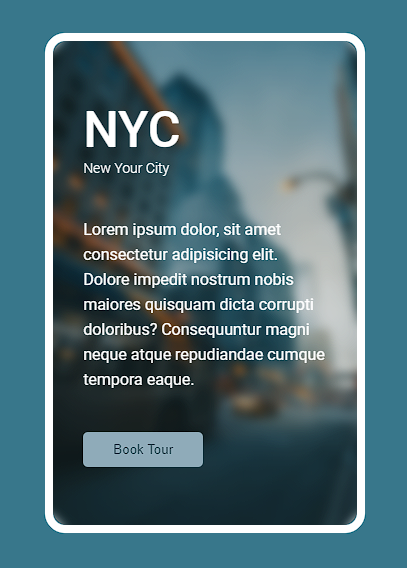 NYC
New Your City
Lorem ipsum dolor, sit amet
consectetur adipisicing elit.
Dolore impedit nostrum nobis
maiores quisquam dicta corrupti
doloribus? Consequuntur magni
neque atque repudiandae cumque
tempora eaque.
Book Tour